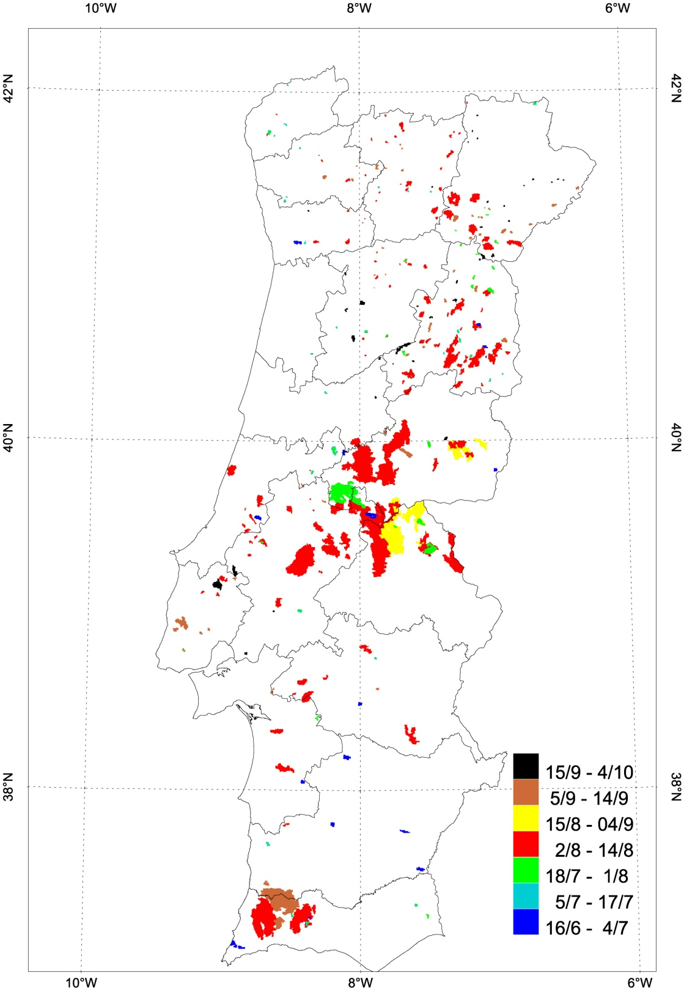 10°W 8°W 6°W
42°N 42°N
40°N 40°N
38°N 38°N
15/9 - 4/10
5/9 - 14/9
15/8 - 04/9
2/8 - 14/8
18/7 - 1/8
5/7 - 17/7
16/6 - 4/7
10°W 8°W 6°W